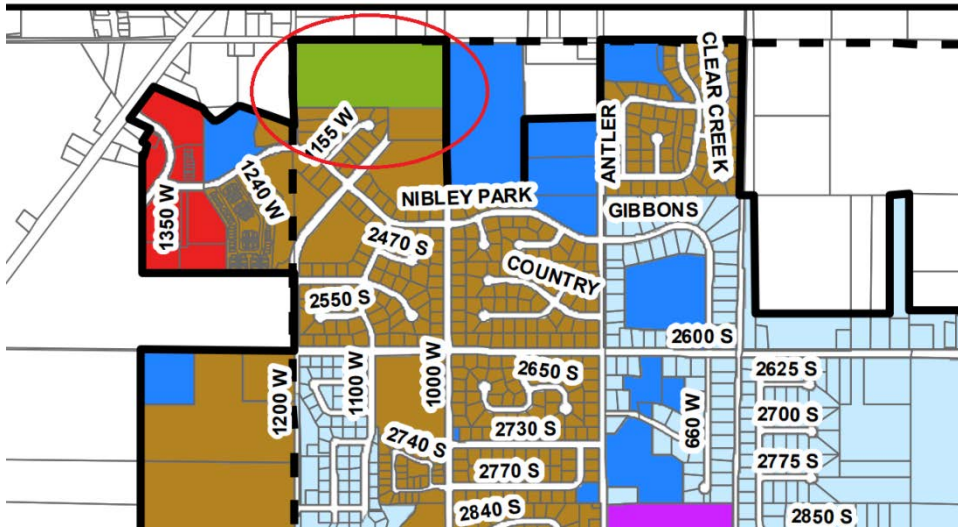 CLEAR CREEK
ANTLER
1155 W
1240 W
1350 W
NIBLEY PARK
GIBBONS
2470 S
COUNTRY
2550 S
2600 S
2625 S
2650 S
1200 W
1100 W
1000 W
660 W
2700 S
2730 S
2740 S
2775 S
2770 S
2840 S
2850 S